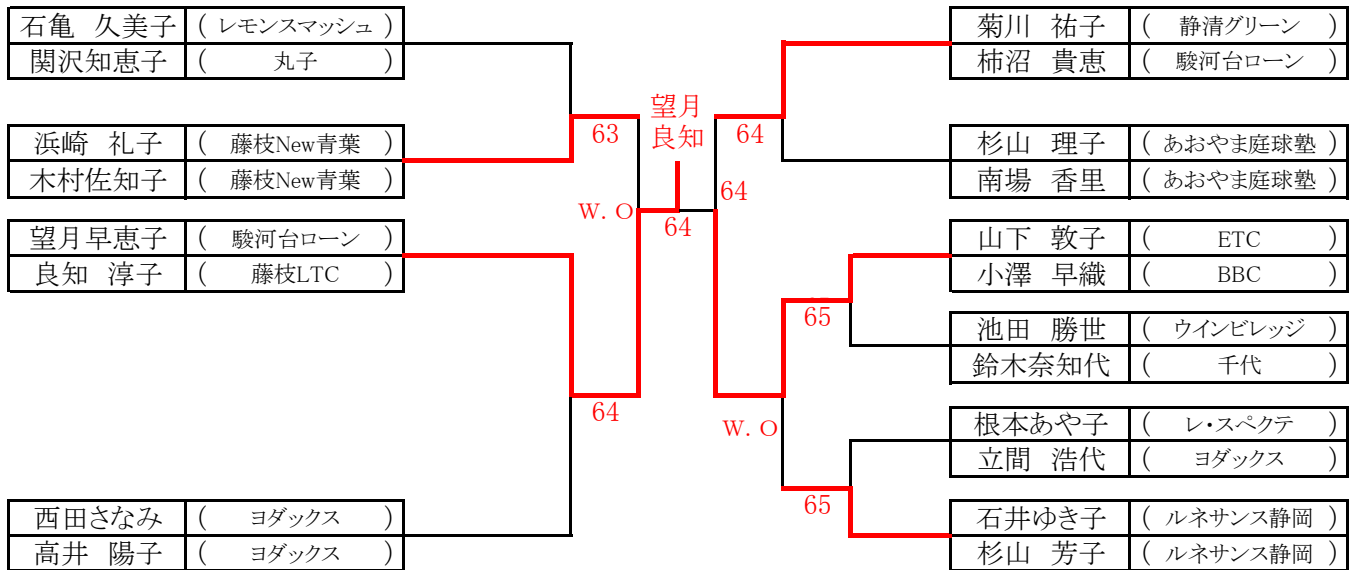 石亀 久美子 ( レモンスマッシュ )
関沢知恵子 ( 丸子 )
浜崎 礼子 ( 藤枝New青葉 )
木村佐知子 ( 藤枝New青葉 )
望月早恵子 ( 駿河台ローン )
良知 淳子 ( 藤枝LTC )
西田さなみ ( ヨダックス )
高井 陽子 ( ヨダックス )
63
W. O
64
望月
良知
64
64
64
65
W. O
65
菊川 祐子 ( 静清グリーン )
柿沼 貴恵 ( 駿河台ローン )
杉山 理子 ( あおやま庭球塾 )
南場 香里 ( あおやま庭球塾 )
山下 敦子 ( ETC )
小澤 早織 ( BBC )
池田 勝世 ( ウインビレッジ )
鈴木奈知代 ( 千代 )
根本あや子 ( レ・スペクテ )
立間 浩代 ( ヨダックス )
石井ゆき子 ( ルネサンス静岡 )
杉山 芳子 ( ルネサンス静岡 )